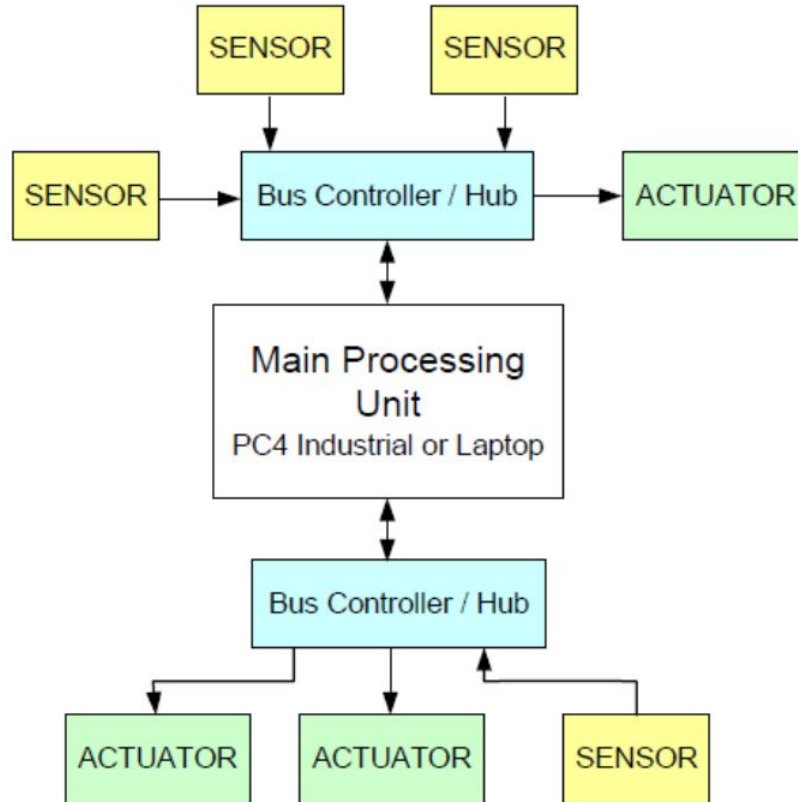 SENSOR
SENSOR
SENSOR
Bus Controller / Hub
ACTUATOR
Main Processing
Unit
PC4 Industrial or Laptop
Bus Controller / Hub
ACTUATOR
ACTUATOR
SENSOR